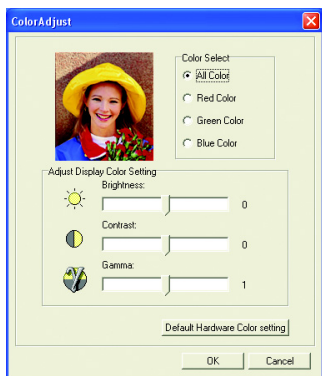 ColorAdjust
Color Select
All Color
Red Color
Green Color
Blue Color
Adjust Display Color Setting
Brightness:
0
Contrast:
0
Gamma:
1
Default Hardware Color setting
OK
Cancel